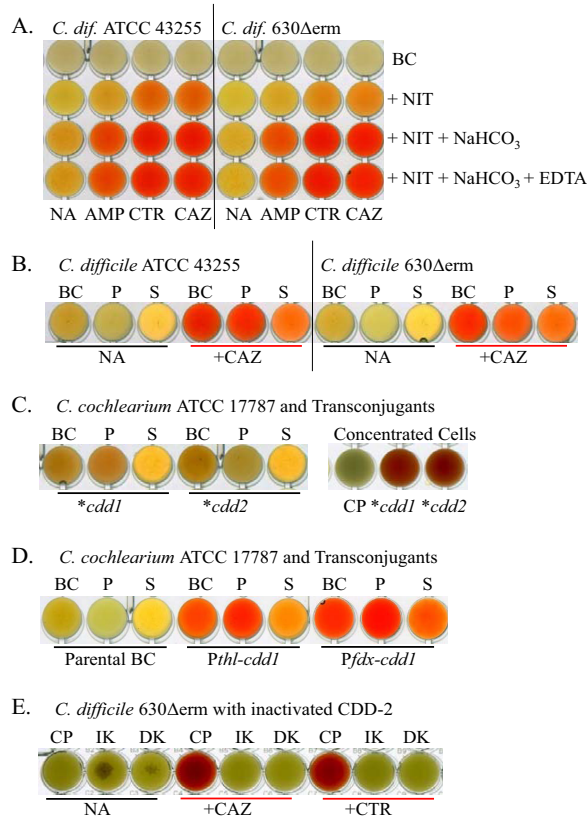 A. C. dif. ATCC 43255 C. dif. 630Δerm
BC
+ NIT
+ NIT + NaHCO3
+ NIT + NaHCO3 + EDTA
NA AMP CTR CAZ NA AMP CTR CAZ
B. C. difficile ATCC 43255 C. difficile 630Δerm
BC P S BC P S BC P S BC P S
NA +CAZ NA +CAZ
C. C. cochlearium ATCC 17787 and Transconjugants
BC P S BC P S Concentrated Cells
*cdd1 *cdd2 CP *cdd1 *cdd2
D. C. cochlearium ATCC 17787 and Transconjugants
BC P S BC P S BC P S
Parental BC Pthl-cdd1 Pfdx-cdd1
E. C. difficile 630Δerm with inactivated CDD-2
CP IK DK CP IK DK CP IK DK
NA +CAZ +CTR